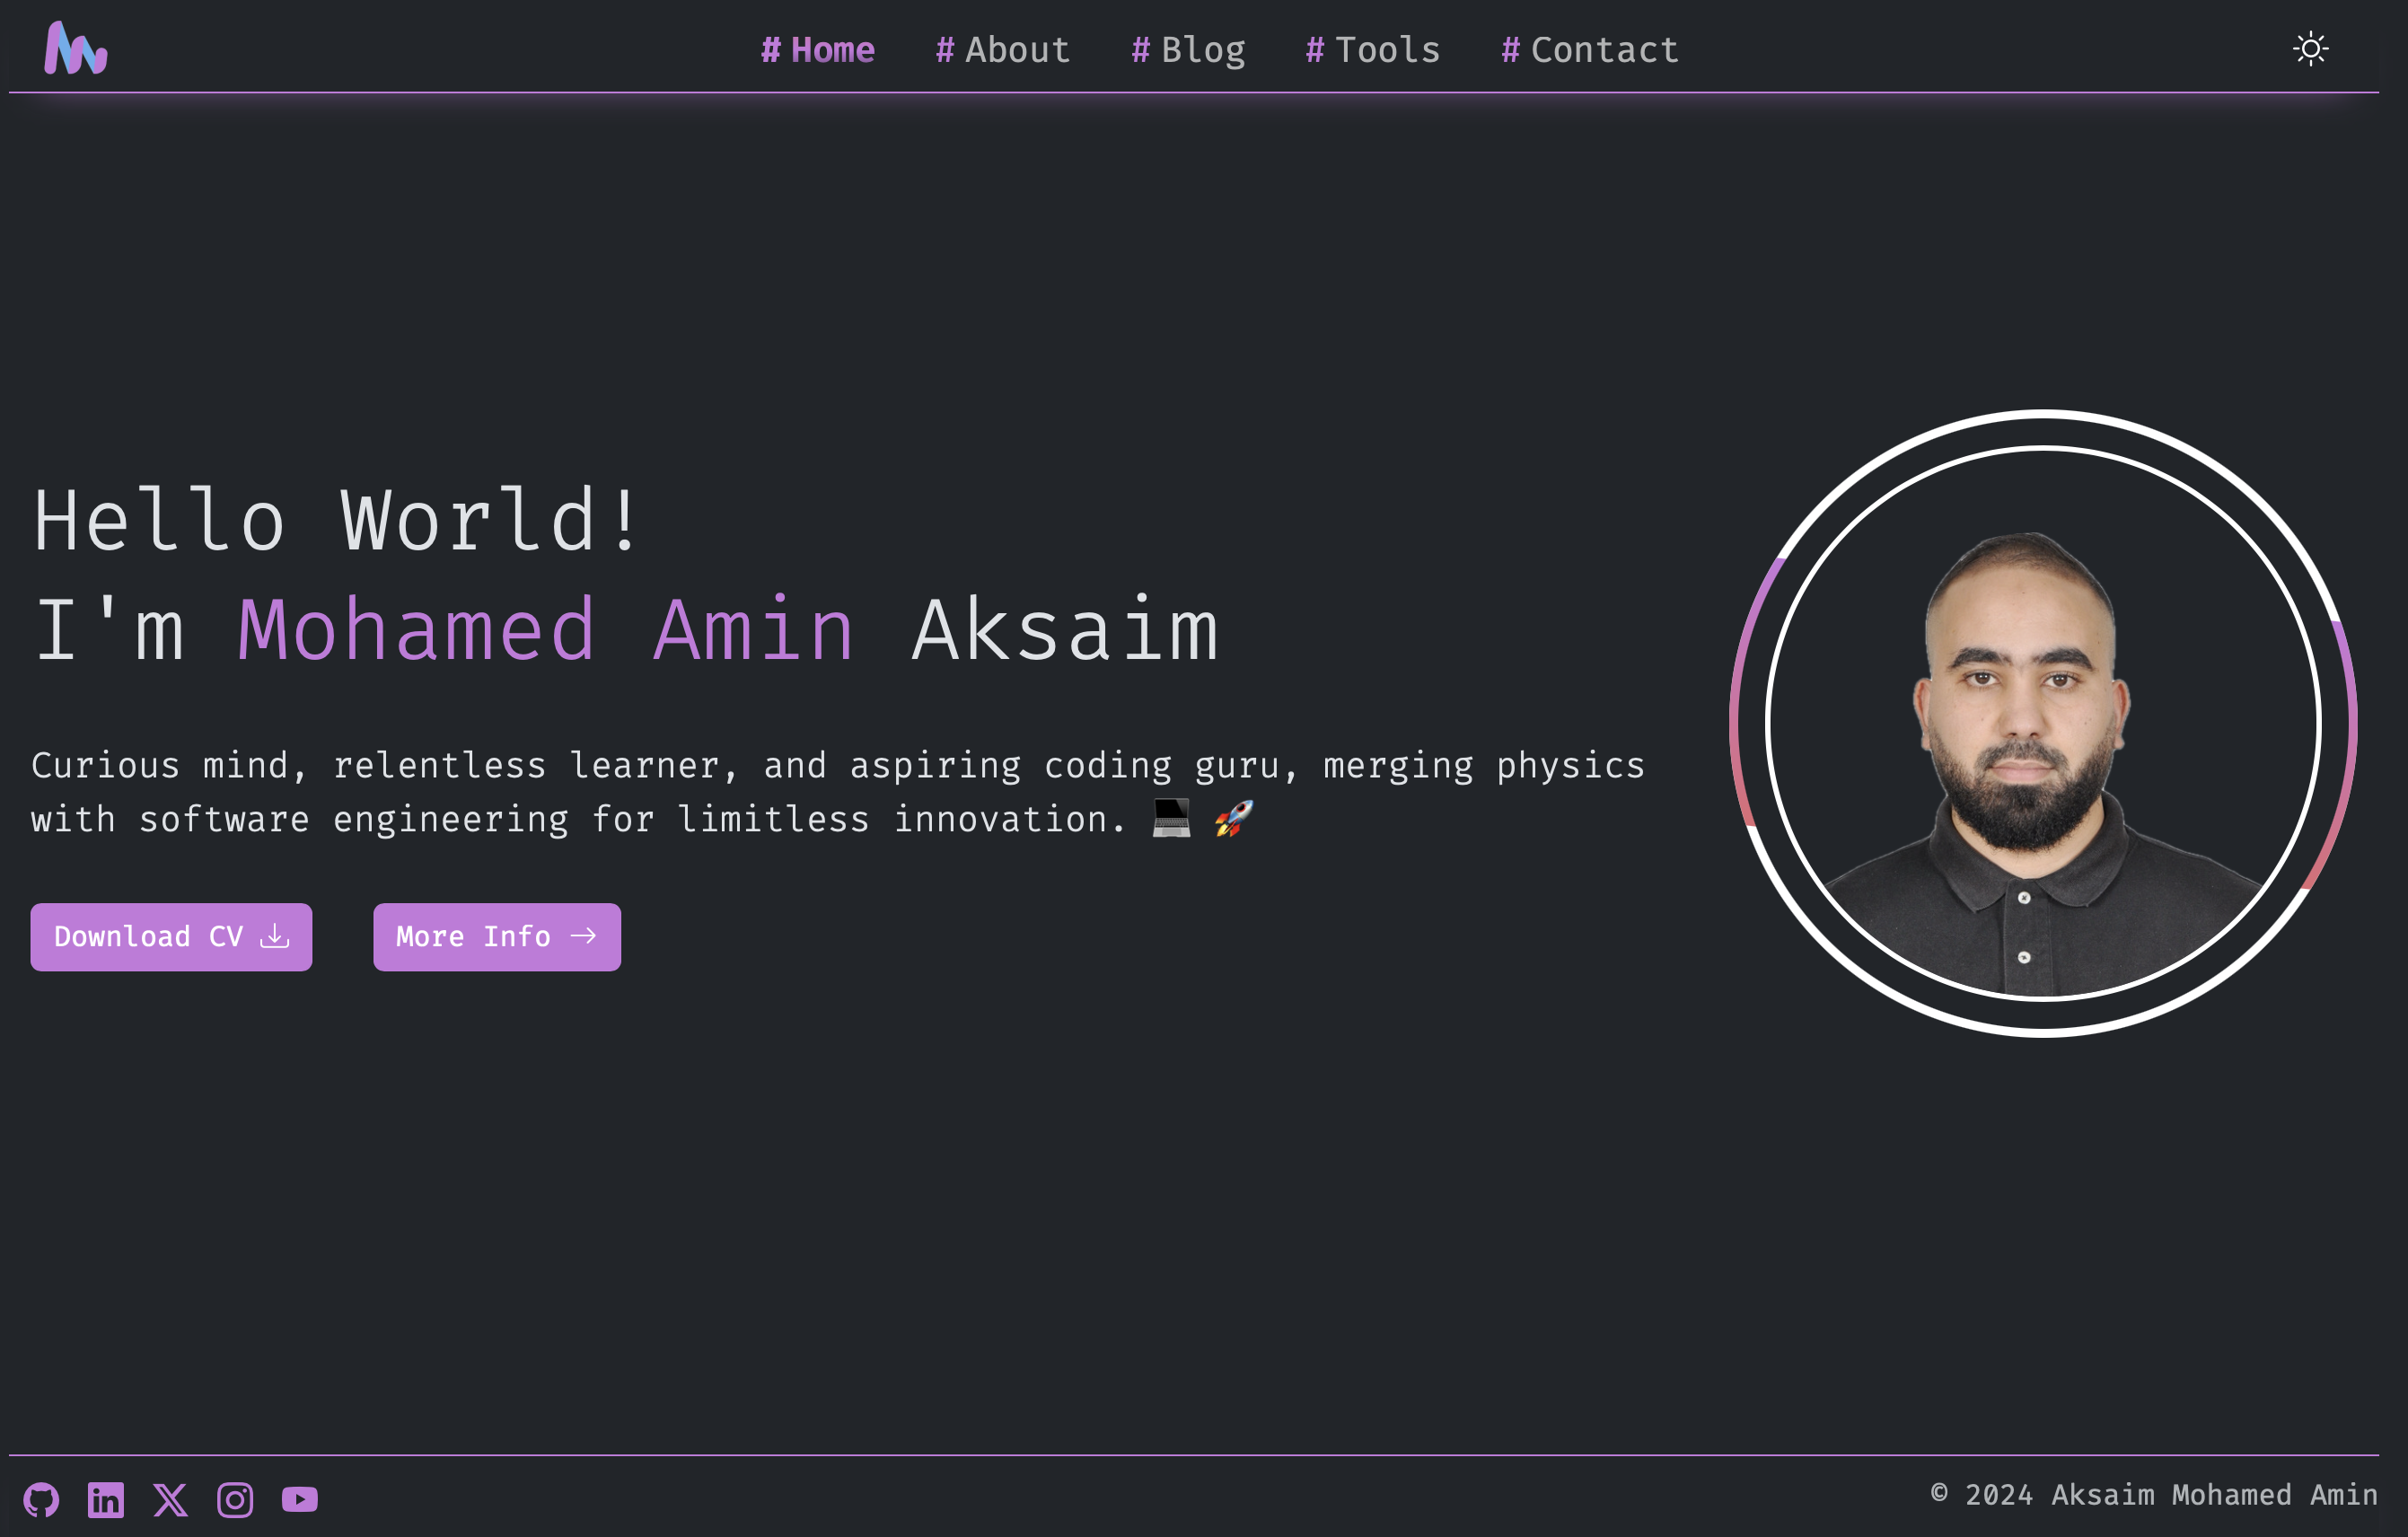 # Home # About # Blog # Tools # Contact
Hello World!
I'm Mohamed Amin Aksaim
Curious mind, relentless learner, and aspiring coding guru, merging physics
with software engineering for limitless innovation. 💻 🚀
Download CV More Info
© 2024 Aksaim Mohamed Amin